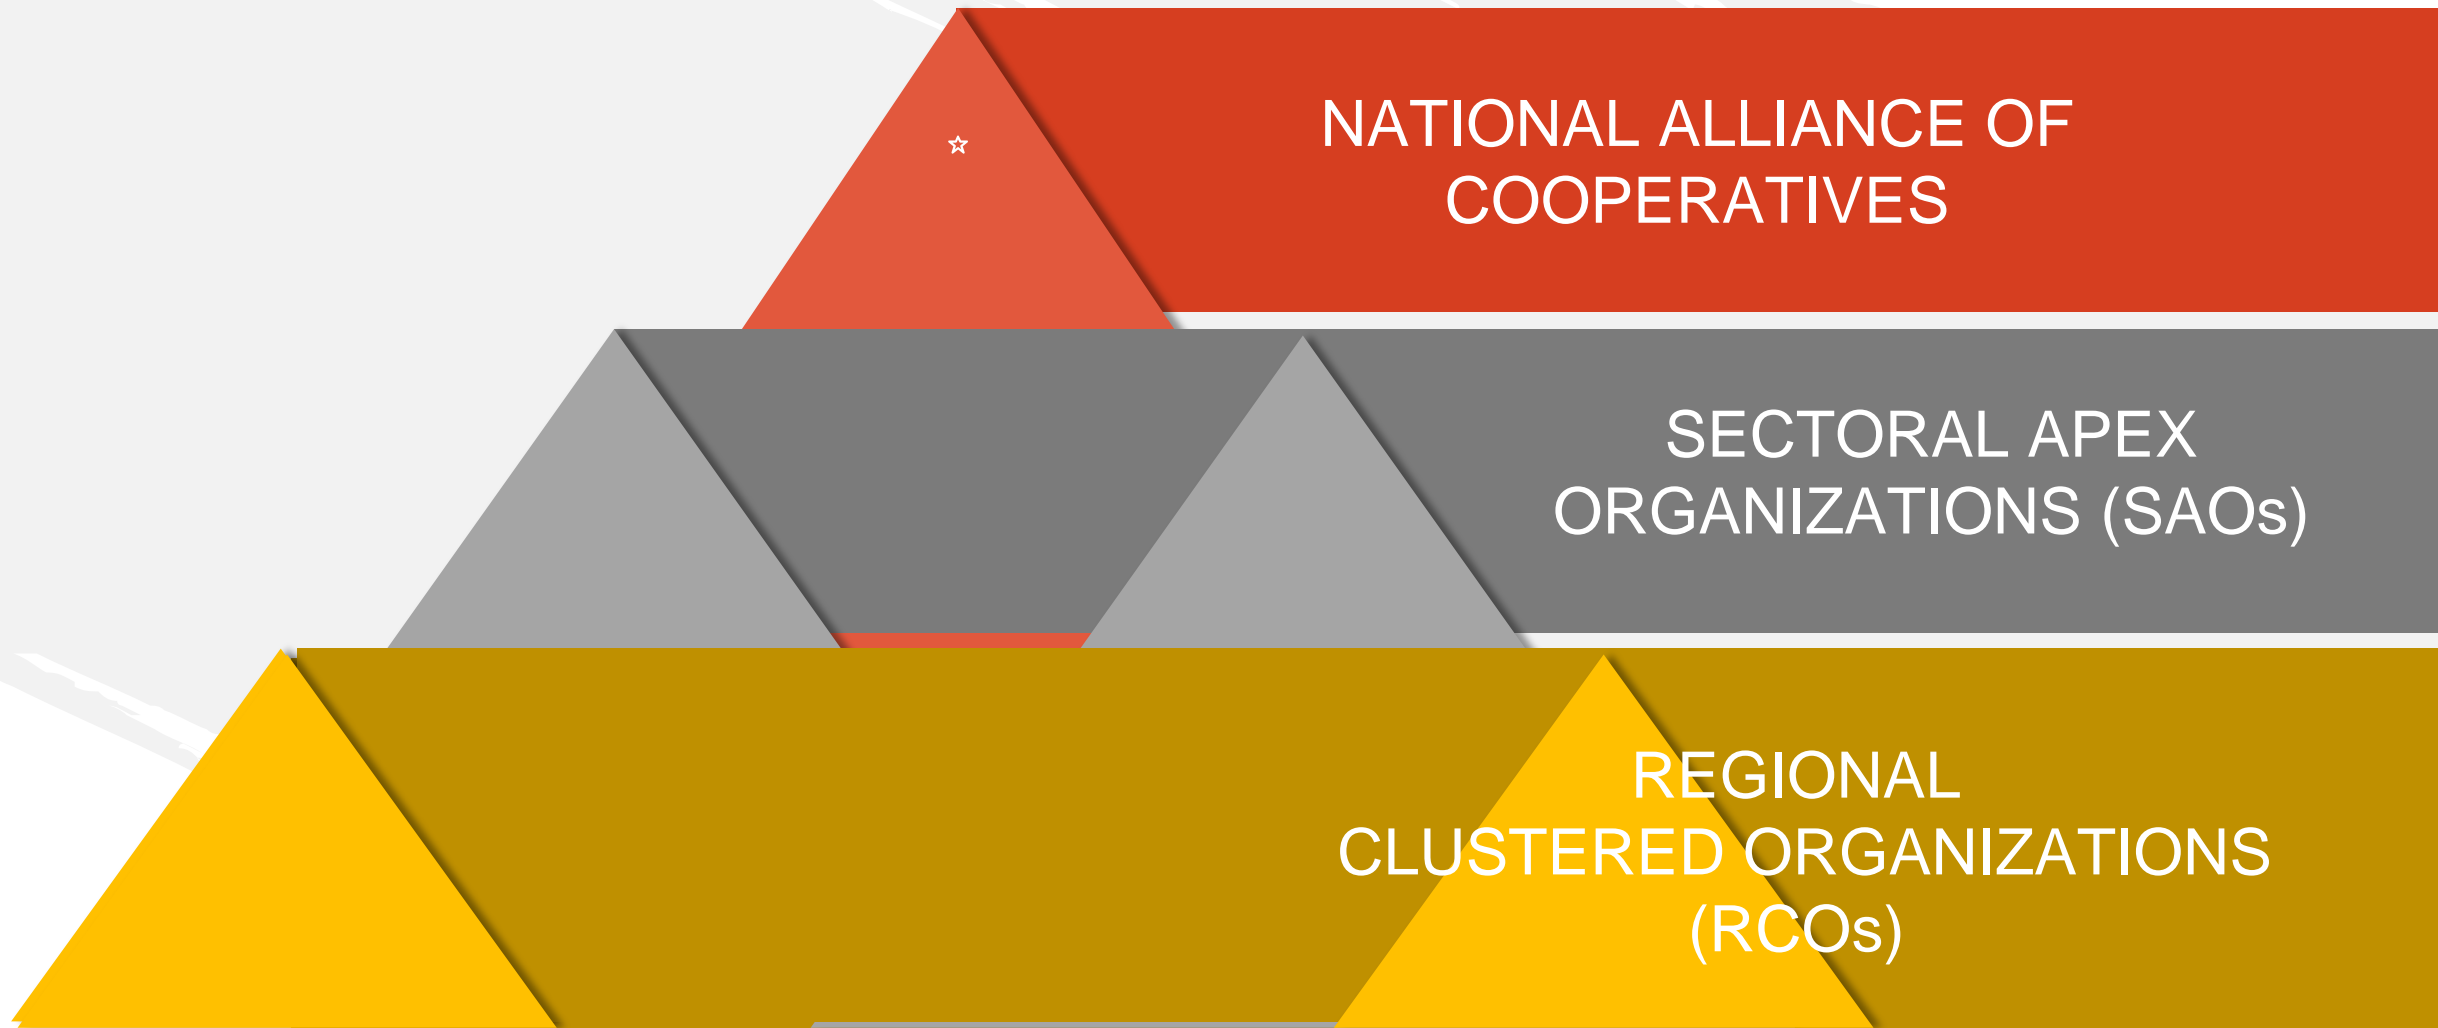 NATIONAL ALLIANCE OF
COOPERATIVES
SECTORAL APEX
ORGANIZATIONS (SAOs)
REGIONAL
CLUSTERED ORGANIZATIONS
(RCOs)